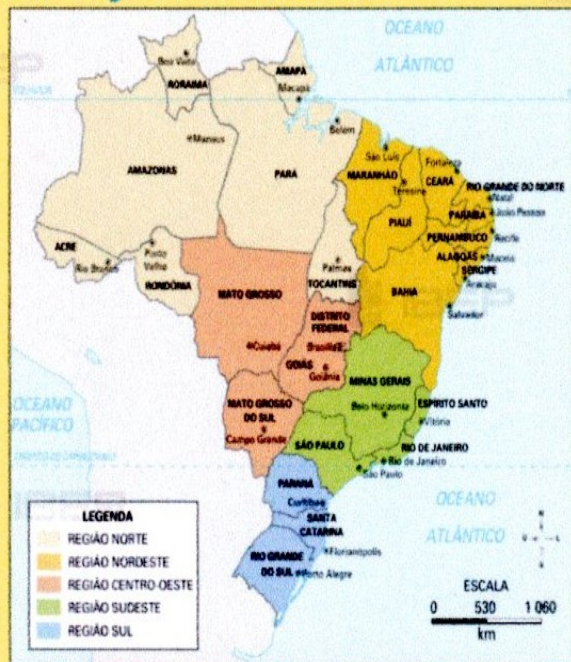 OCEANO
ATLÂNTICO
Boa Vista
RORAIMA
AMAPÁ
Macapá
Belém
Manaus
AMAZONAS
PARÁ
São Luís
MARANHÃO
Fortaleza
CEARÁ
Teresina
RIO GRANDE DO NORTE
Natal
PARAÍBA
João Pessoa
PIAUÍ
PERNAMBUCO
Recife
ALAGOAS
Maceió
SERGIPE
Aracaju
ACRE
Rio Branco
Porto
Velho
RONDÔNIA
MATO GROSSO
Palmas
TOCANTINS
BAHIA
Salvador
DISTRITO
FEDERAL
Cuiabá
Brasília
GOIÁS
Goiânia
MINAS GERAIS
Belo Horizonte
ESPÍRITO SANTO
Vitória
MATO GROSSO
DO SUL
Campo Grande
SÃO PAULO
São Paulo
RIO DE JANEIRO
Rio de Janeiro
OCEANO
PACÍFICO
PARANÁ
Curitiba
SANTA
CATARINA
Florianópolis
RIO GRANDE
DO SUL
Porto Alegre
OCEANO
ATLÂNTICO
LEGENDA
REGIÃO NORTE
REGIÃO NORDESTE
REGIÃO CENTRO-OESTE
REGIÃO SUDESTE
REGIÃO SUL
N
O
L
S
ESCALA
0 530 1 060
km